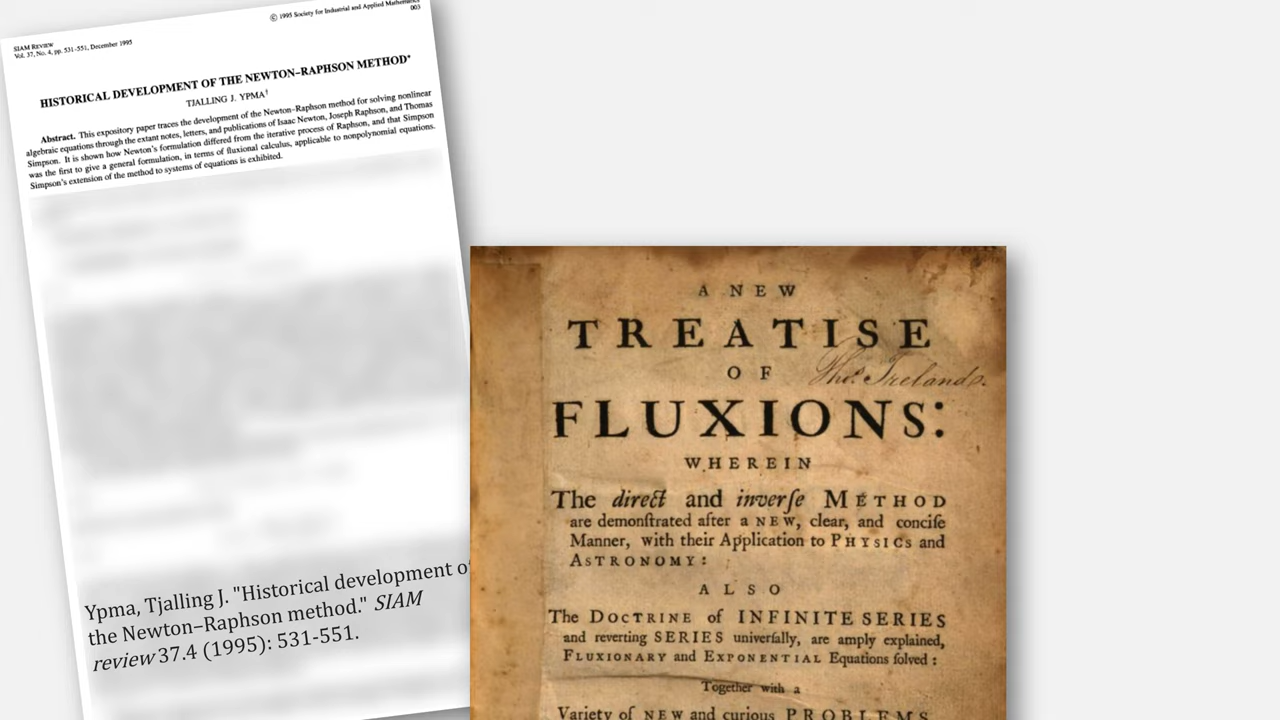 © 1995 Society for Industrial and Applied Mathematics
003
SIAM REVIEW
Vol. 37, No. 4, pp. 531–551, December 1995
HISTORICAL DEVELOPMENT OF THE NEWTON–RAPHSON METHOD*
TJALLING J. YPMA†
Abstract. This expository paper traces the development of the Newton–Raphson method for solving nonlinear
algebraic equations through the extant notes, letters, and publications of Isaac Newton, Joseph Raphson, and Thomas
Simpson. It is shown how Newton's formulation differed from the iterative process of Raphson, and that Simpson
was the first to give a general formulation, in terms of fluxional calculus, applicable to nonpolynomial equations.
Simpson's extension of the method to systems of equations is exhibited.
Ypma, Tjalling J. "Historical development of
the Newton–Raphson method." SIAM
review 37.4 (1995): 531-551.
A NEW
TREATISE
OF
Tho.s Ireland.
FLUXIONS:
WHEREIN
The direct and inverſe METHOD
are demonſtrated after a NEW, clear, and conciſe
Manner, with their Application to PHYSICS and
ASTRONOMY:
ALSO
The DOCTRINE of INFINITE SERIES
and reverting SERIES univerſally, are amply explained,
FLUXIONARY and EXPONENTIAL Equations ſolved:
Together with a
Variety of NEW and curious PROBLEMS